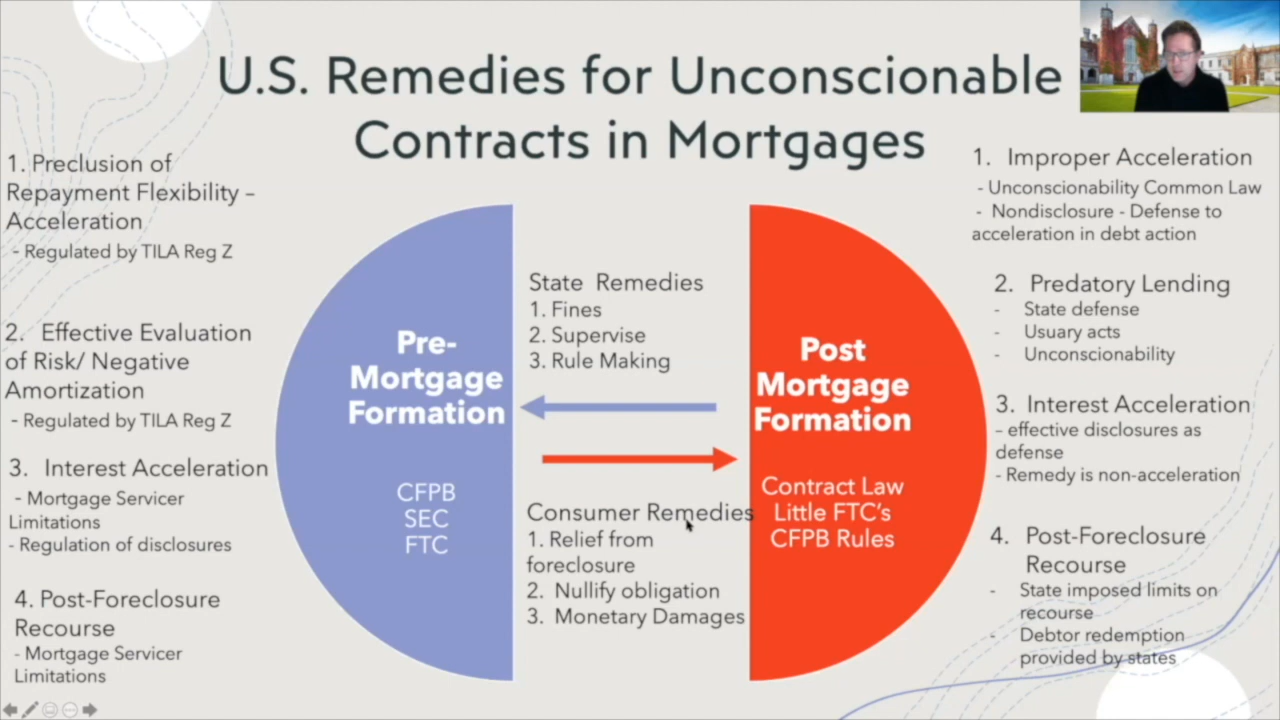 U.S. Remedies for Unconscionable
Contracts in Mortgages
1. Preclusion of
Repayment Flexibility –
Acceleration
- Regulated by TILA Reg Z
2. Effective Evaluation
of Risk/ Negative
Amortization
- Regulated by TILA Reg Z
3. Interest Acceleration
- Mortgage Servicer
Limitations
- Regulation of disclosures
4. Post-Foreclosure
Recourse
- Mortgage Servicer
Limitations
Pre-
Mortgage
Formation
CFPB
SEC
FTC
State Remedies
1. Fines
2. Supervise
3. Rule Making
Consumer Remedies
1. Relief from
foreclosure
2. Nullify obligation
3. Monetary Damages
Post
Mortgage
Formation
Contract Law
Little FTC's
CFPB Rules
1. Improper Acceleration
- Unconscionability Common Law
- Nondisclosure - Defense to
acceleration in debt action
2. Predatory Lending
- State defense
- Usuary acts
- Unconscionability
3. Interest Acceleration
– effective disclosures as
defense
- Remedy is non-acceleration
4. Post-Foreclosure
Recourse
- State imposed limits on
recourse
- Debtor redemption
provided by states